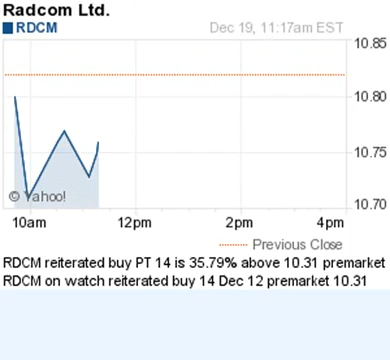 Radcom Ltd.
RDCM
Dec 19, 11:17am EST
10.85
10.80
10.75
10.70
© Yahoo!
10am 12pm 2pm 4pm
Previous Close
RDCM reiterated buy PT 14 is 35.79% above 10.31 premarket
RDCM on watch reiterated buy 14 Dec 12 premarket 10.31